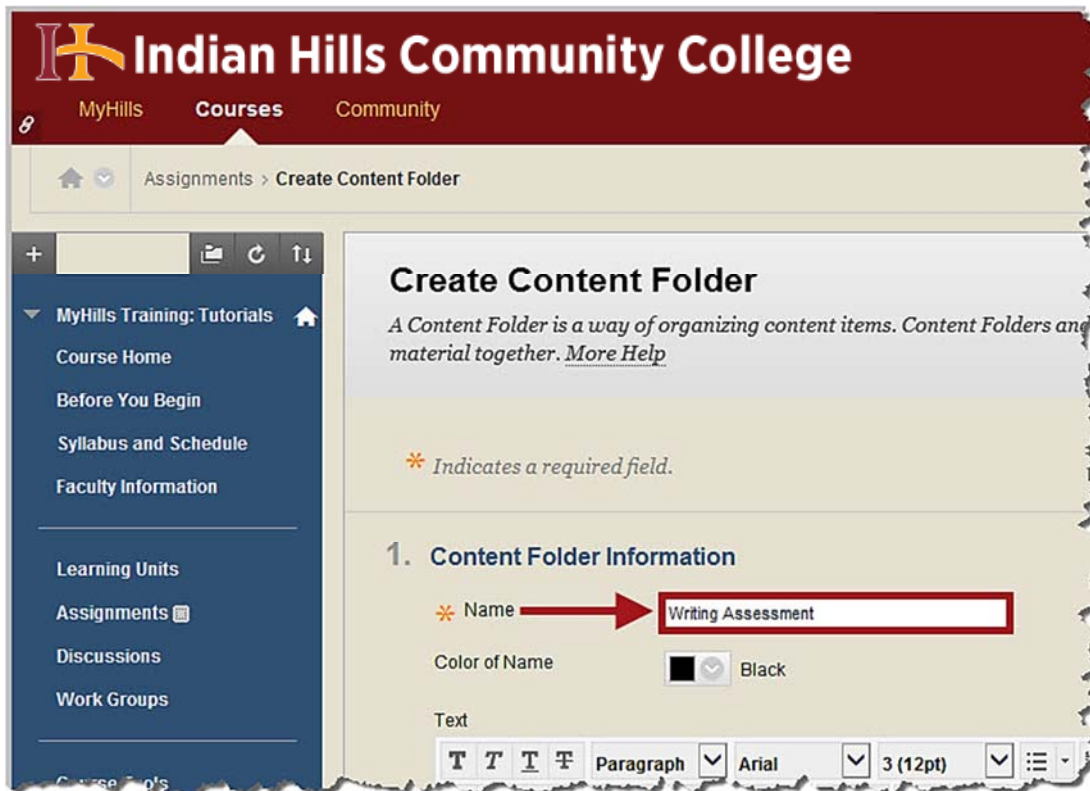 Indian Hills Community College
MyHills Courses Community
Assignments > Create Content Folder
MyHills Training: Tutorials
Course Home
Before You Begin
Syllabus and Schedule
Faculty Information
Learning Units
Assignments
Discussions
Work Groups
Create Content Folder
A Content Folder is a way of organizing content items. Content Folders and
material together. More Help
* Indicates a required field.
1. Content Folder Information
* Name Writing Assessment
Color of Name Black
Text
T T T T Paragraph Arial 3 (12pt)